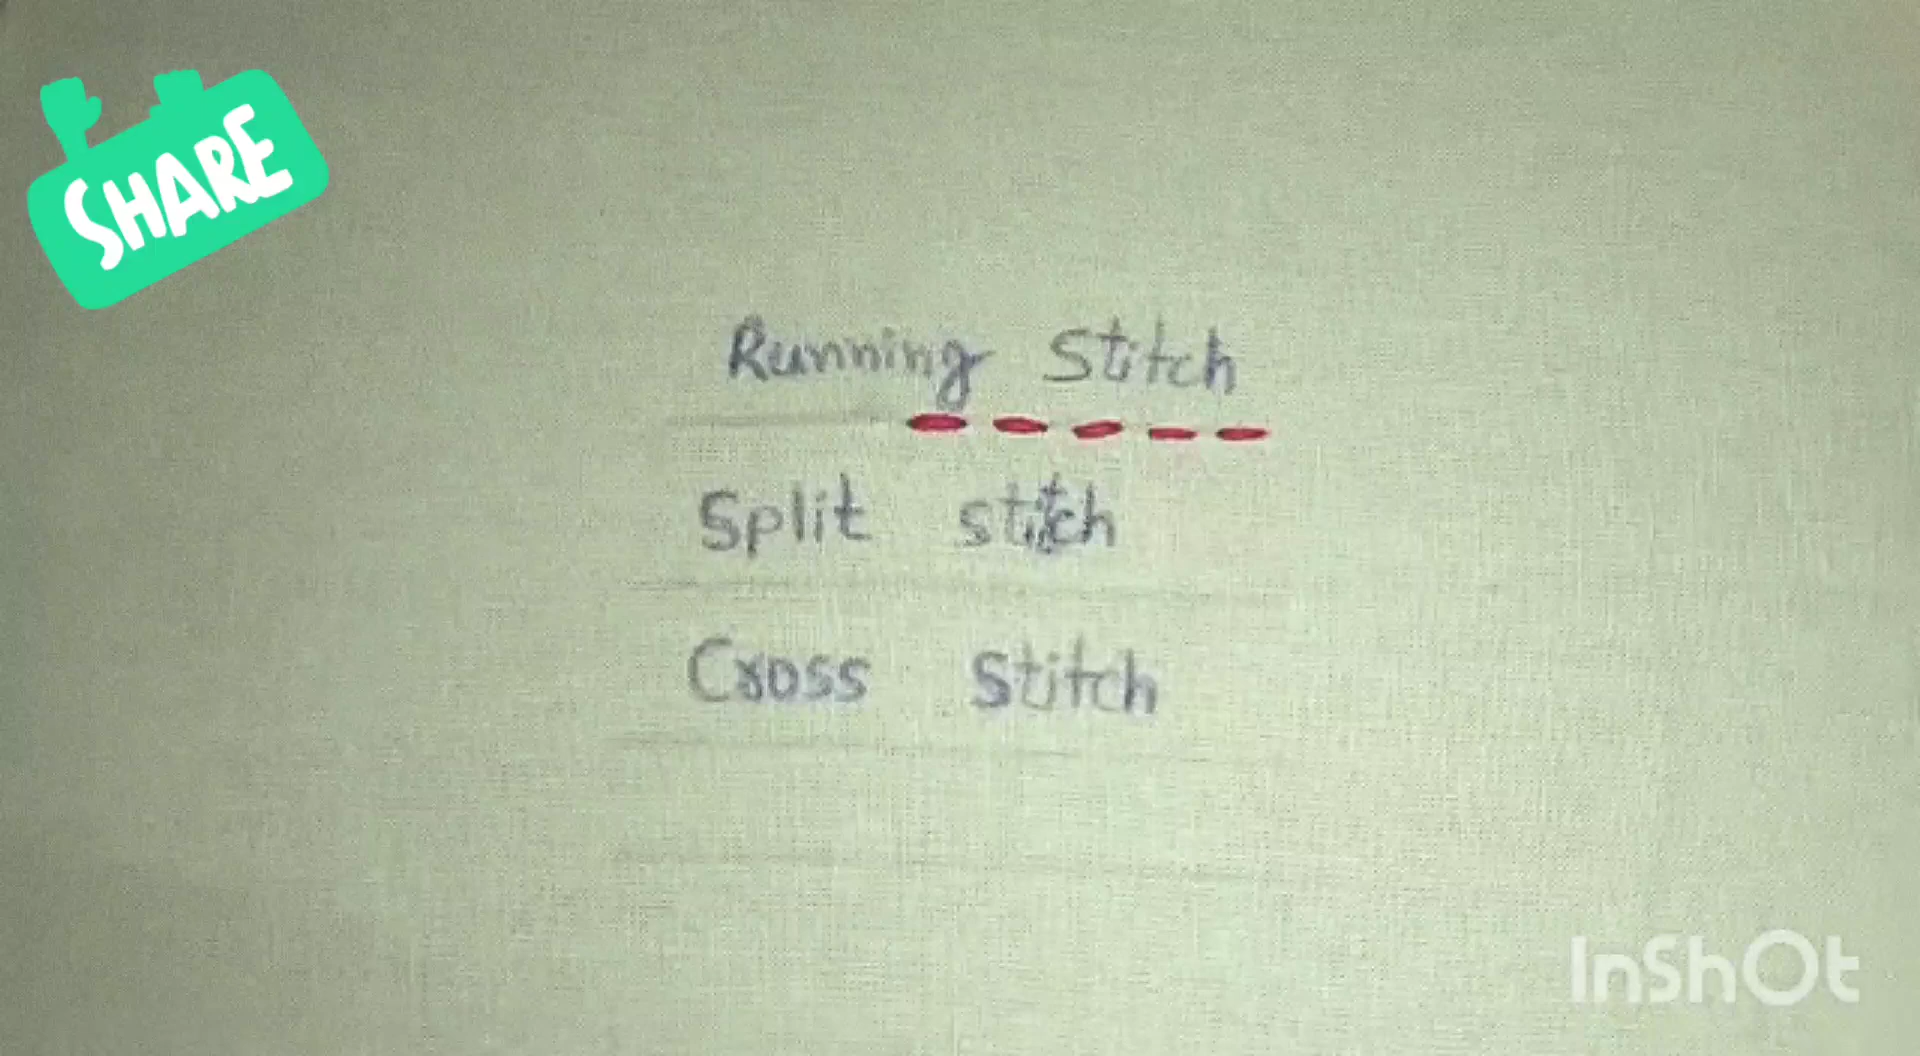 SHARE
Running Stitch
Split stitch
Cross Stitch
InShOt